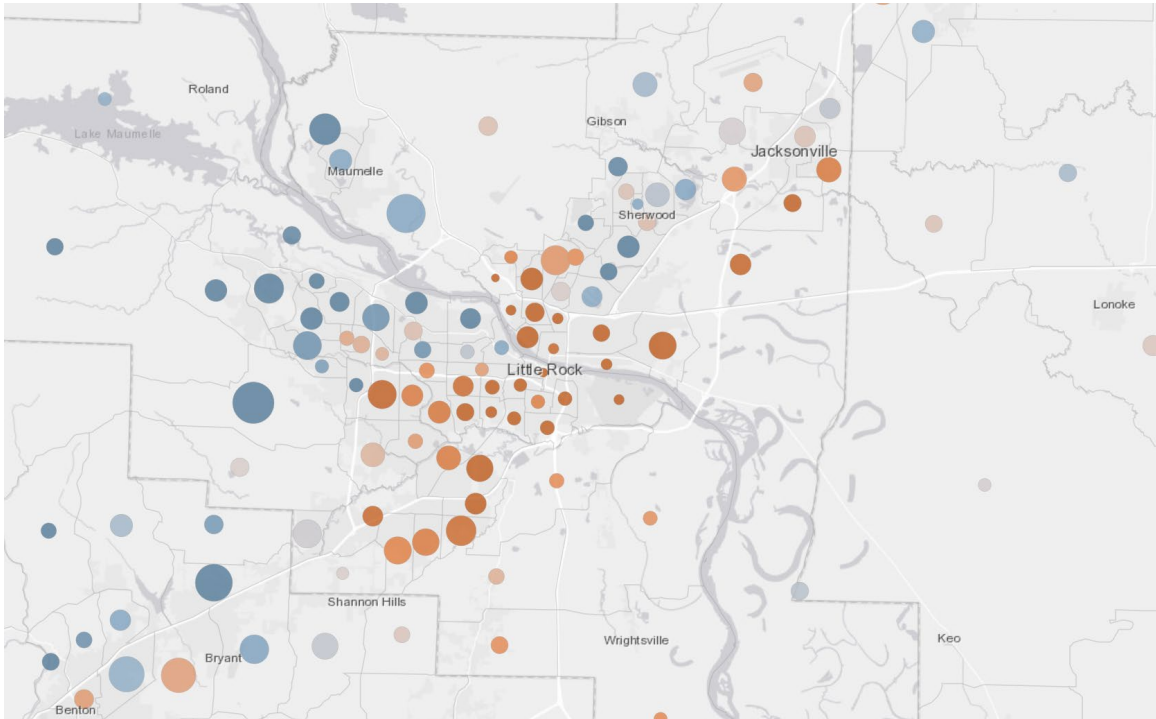 Roland
Lake Maumelle
Gibson
Maumelle
Jacksonville
Sherwood
Lonoke
Little Rock
Shannon Hills
Wrightsville
Keo
Bryant
Benton